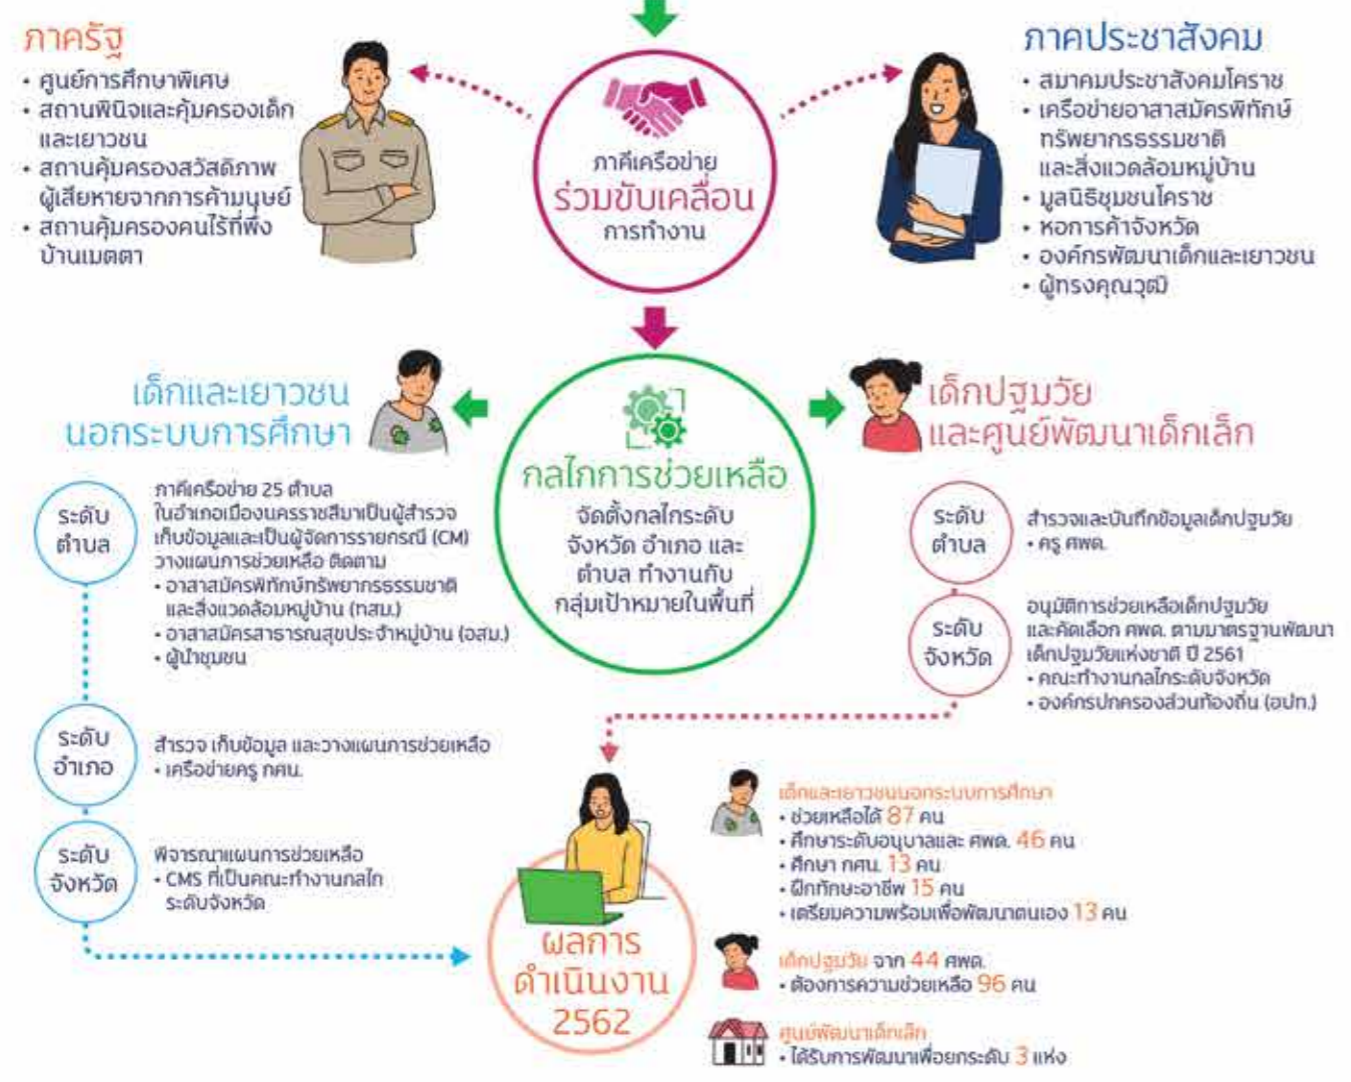 ภาครัฐ
• ศูนย์การศึกษาพิเศษ
• สถานพินิจและคุ้มครองเด็ก
และเยาวชน
• สถานคุ้มครองสวัสดิภาพ
ผู้เสียหายจากการค้ามนุษย์
• สถานคุ้มครองคนไร้ที่พึ่ง
บ้านเมตตา
ภาคีเครือข่าย
ร่วมขับเคลื่อน
การทำงาน
ภาคประชาสังคม
• สมาคมประชาสังคมโคราช
• เครือข่ายอาสาสมัครพิทักษ์
ทรัพยากรธรรมชาติ
และสิ่งแวดล้อมหมู่บ้าน
• มูลนิธิชุมชนโคราช
• หอการค้าจังหวัด
• องค์กรพัฒนาเด็กและเยาวชน
• ผู้ทรงคุณวุฒิ
กลไกการช่วยเหลือ
จัดตั้งกลไกระดับ
จังหวัด อำเภอ และ
ตำบล ทำงานกับ
กลุ่มเป้าหมายในพื้นที่
เด็กและเยาวชน
นอกระบบการศึกษา
ระดับ
ตำบล
ภาคีเครือข่าย 25 ตำบล
ในอำเภอเมืองนครราชสีมาเป็นผู้สำรวจ
เก็บข้อมูลและเป็นผู้จัดการรายกรณี (CM)
วางแผนการช่วยเหลือ ติดตาม
• อาสาสมัครพิทักษ์ทรัพยากรธรรมชาติ
และสิ่งแวดล้อมหมู่บ้าน (ทสม.)
• อาสาสมัครสาธารณสุขประจำหมู่บ้าน (อสม.)
• ผู้นำชุมชน
ระดับ
อำเภอ
สำรวจ เก็บข้อมูล และวางแผนการช่วยเหลือ
• เครือข่ายครู กศน.
ระดับ
จังหวัด
พิจารณาแผนการช่วยเหลือ
• CMS ที่เป็นคณะทำงานกลไก
ระดับจังหวัด
เด็กปฐมวัย
และศูนย์พัฒนาเด็กเล็ก
ระดับ
ตำบล
สำรวจและบันทึกข้อมูลเด็กปฐมวัย
• ครู ศพด.
ระดับ
จังหวัด
อนุมัติการช่วยเหลือเด็กปฐมวัย
และคัดเลือก ศพด. ตามมาตรฐานพัฒนา
เด็กปฐมวัยแห่งชาติ ปี 2561
• คณะทำงานกลไกระดับจังหวัด
• องค์กรปกครองส่วนท้องถิ่น (อปท.)
ผลการ
ดำเนินงาน
2562
เด็กและเยาวชนนอกระบบการศึกษา
• ช่วยเหลือได้ 87 คน
• ศึกษาระดับอนุบาลและ ศพด. 46 คน
• ศึกษา กศน. 13 คน
• ฝึกทักษะอาชีพ 15 คน
• เตรียมความพร้อมเพื่อพัฒนาตนเอง 13 คน
เด็กปฐมวัย จาก 44 ศพด.
• ต้องการความช่วยเหลือ 96 คน
ศูนย์พัฒนาเด็กเล็ก
• ได้รับการพัฒนาเพื่อยกระดับ 3 แห่ง